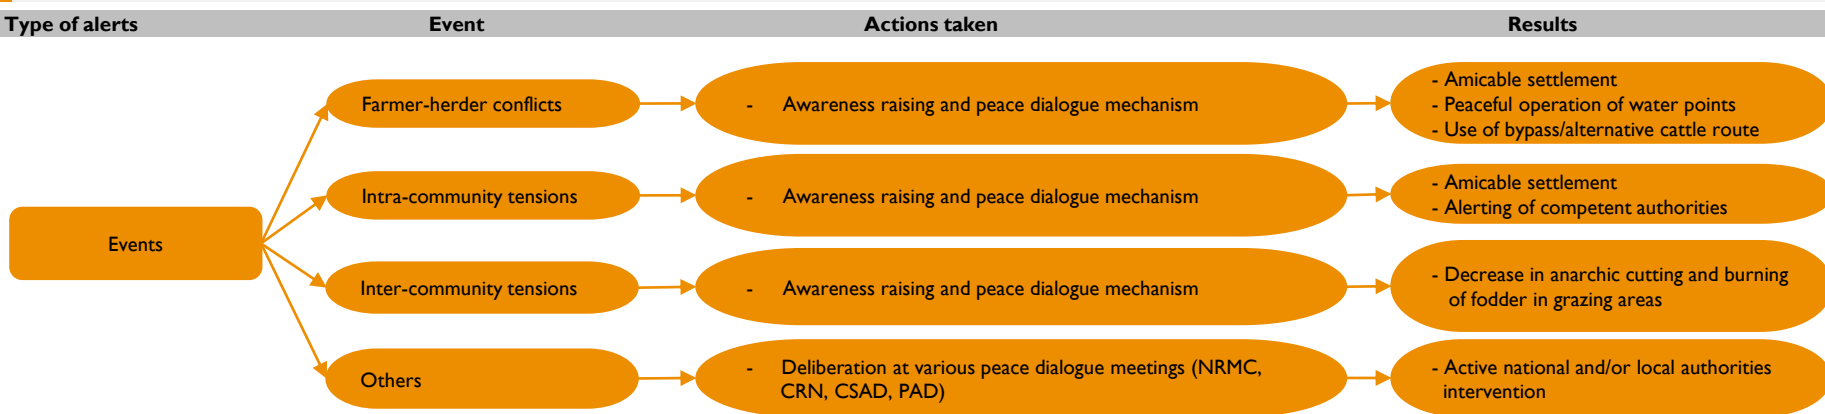 Type of alerts Event Actions taken Results
Farmer-herder conflicts
- Awareness raising and peace dialogue mechanism
- Amicable settlement
- Peaceful operation of water points
- Use of bypass/alternative cattle route
Intra-community tensions
- Awareness raising and peace dialogue mechanism
- Amicable settlement
- Alerting of competent authorities
Events
Inter-community tensions
- Awareness raising and peace dialogue mechanism
- Decrease in anarchic cutting and burning
of fodder in grazing areas
Others
- Deliberation at various peace dialogue meetings (NRMC,
CRN, CSAD, PAD)
- Active national and/or local authorities
intervention